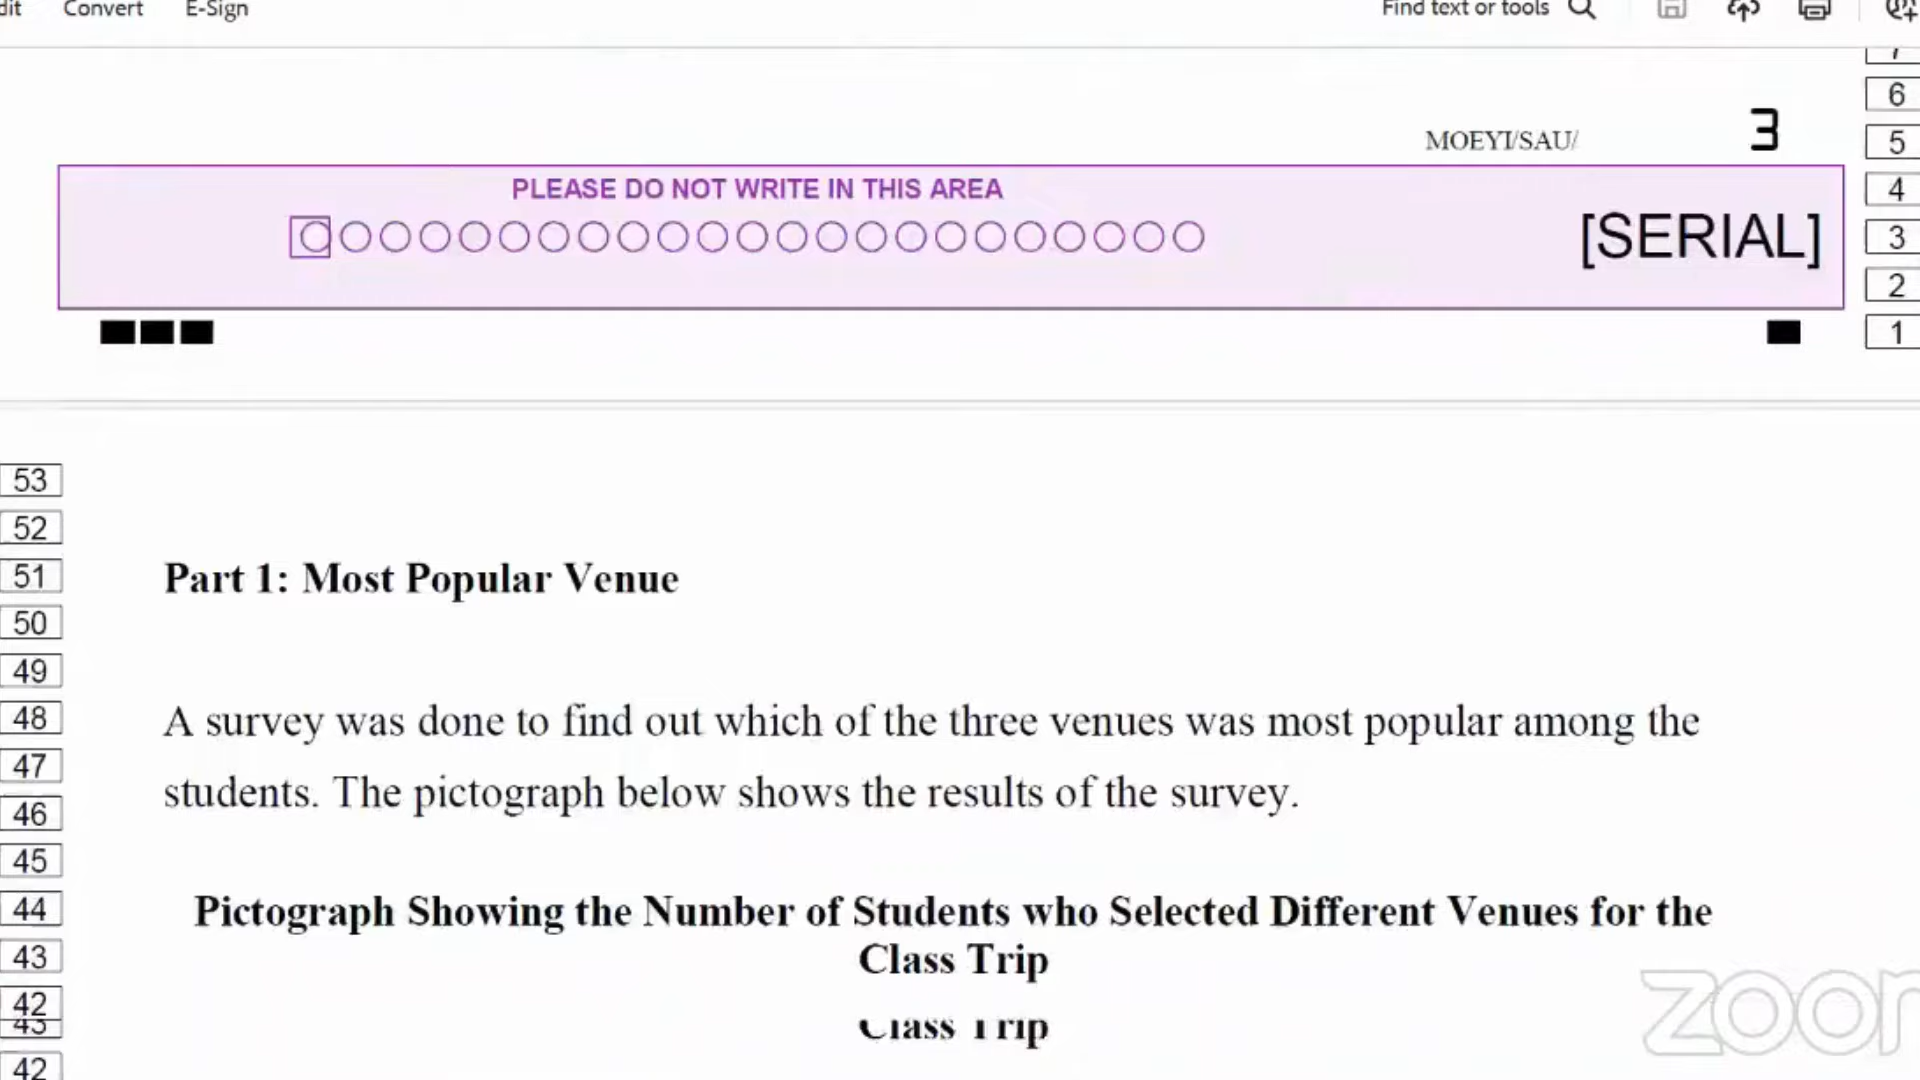 Convert E-Sign Find text or tools
7
6
MOEYI/SAU/ 3
5
PLEASE DO NOT WRITE IN THIS AREA
4
[SERIAL]
3
2
1
53
52
51
Part 1: Most Popular Venue
50
49
48
A survey was done to find out which of the three venues was most popular among the
47
students. The pictograph below shows the results of the survey.
46
45
44
Pictograph Showing the Number of Students who Selected Different Venues for the
43
Class Trip
42
43
Class Trip
42
zoom